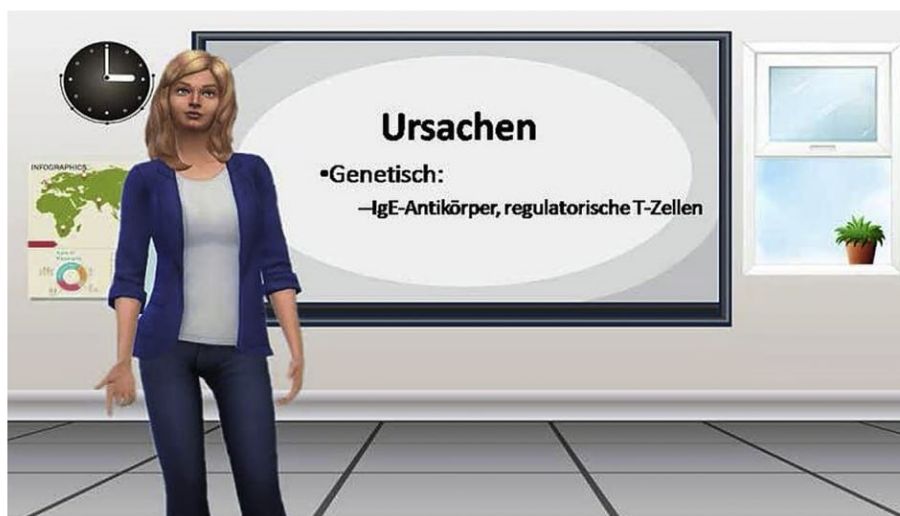 INFOGRAPHICS
Ursachen
•Genetisch:
–IgE-Antikörper, regulatorische T-Zellen